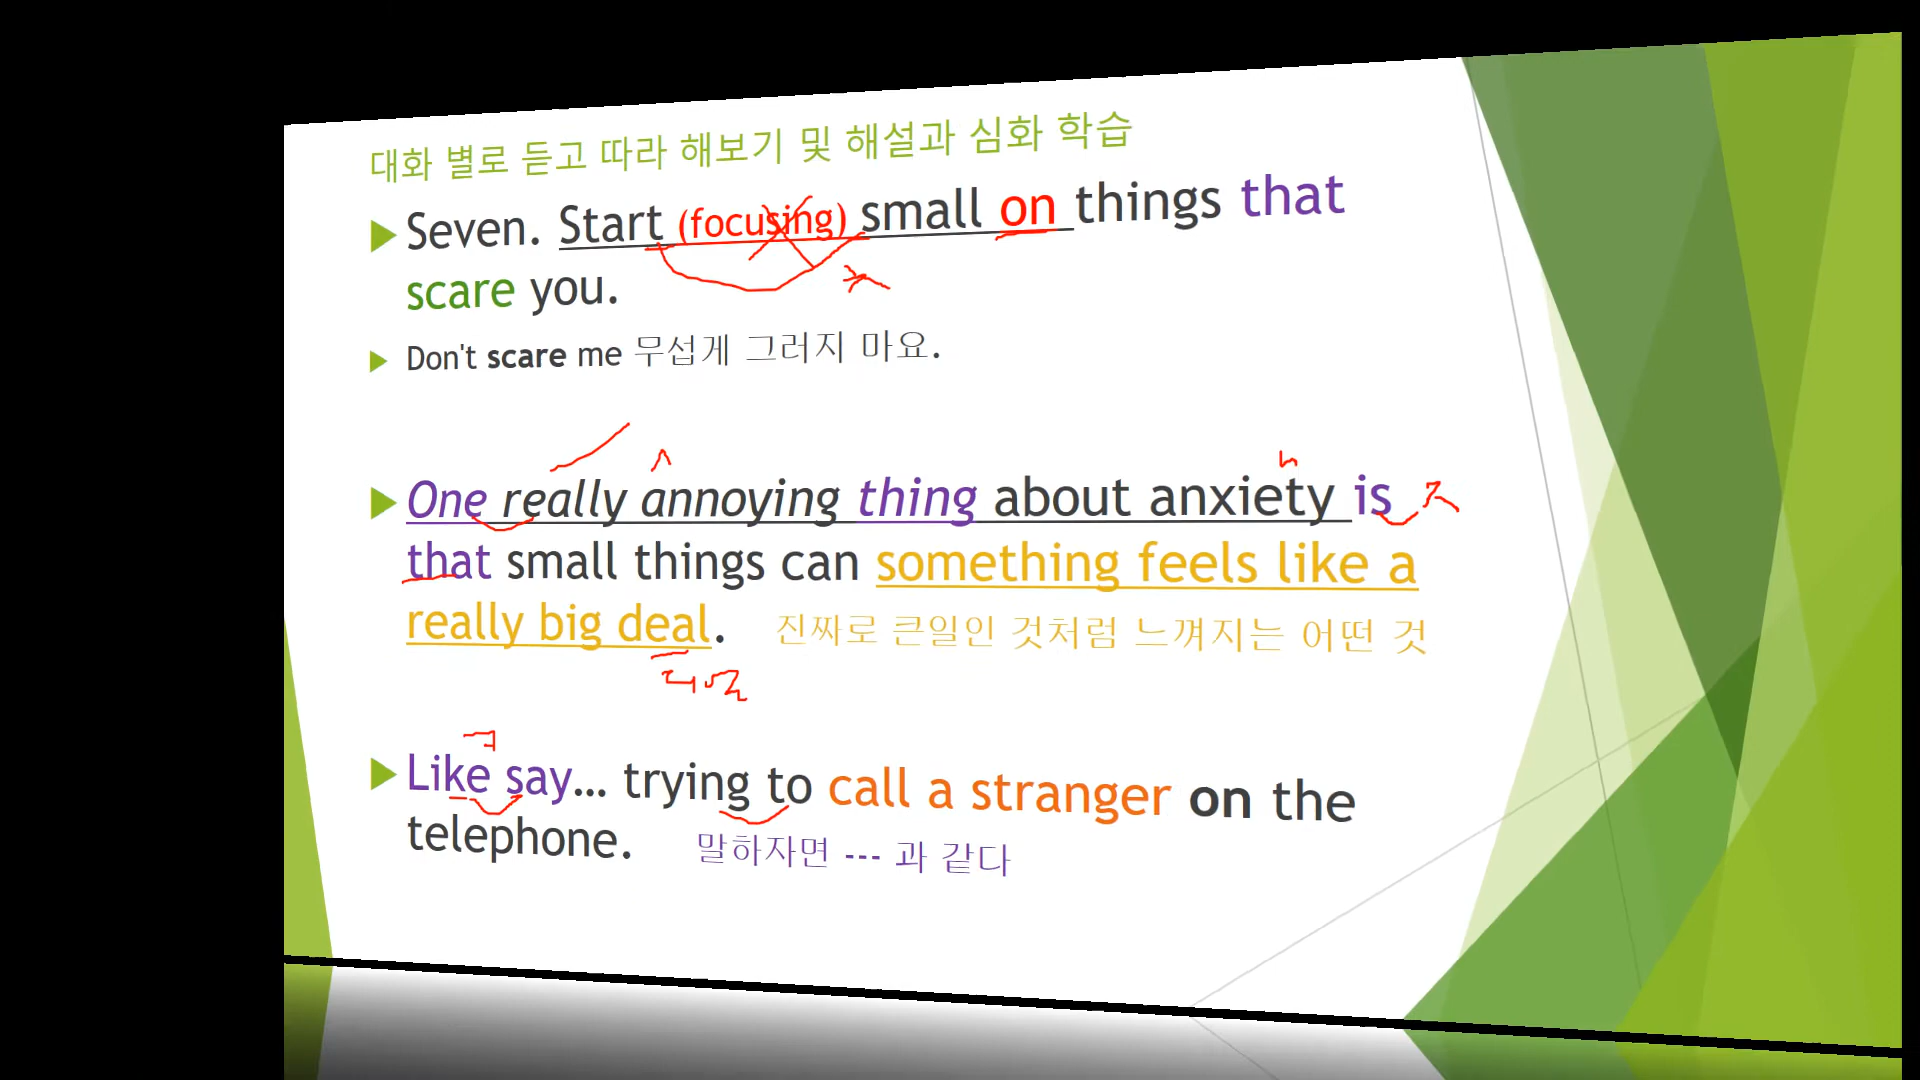 대화 별로 듣고 따라 해보기 및 해설과 심화 학습
Seven. Start (focusing) small on things that
scare you.
Don't scare me 무섭게 그러지 마요.
One really annoying thing about anxiety is
that small things can something feels like a
really big deal. 진짜로 큰일인 것처럼 느껴지는 어떤 것
Like say... trying to call a stranger on the
telephone. 말하자면 --- 과 같다